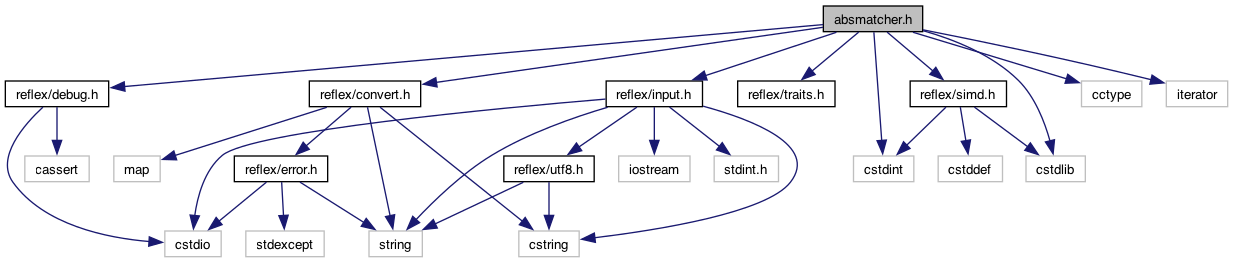 absmatcher.h
reflex/debug.h
reflex/convert.h
reflex/input.h
reflex/traits.h
reflex/simd.h
cctype
iterator
cassert
map
reflex/error.h
reflex/utf8.h
iostream
stdint.h
cstdint
cstddef
cstdlib
cstdio
stdexcept
string
cstring